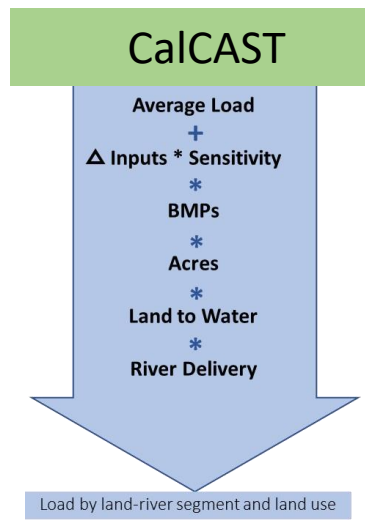 CalCAST
Average Load
+
Δ Inputs * Sensitivity
*
BMPs
*
Acres
*
Land to Water
*
River Delivery
Load by land-river segment and land use